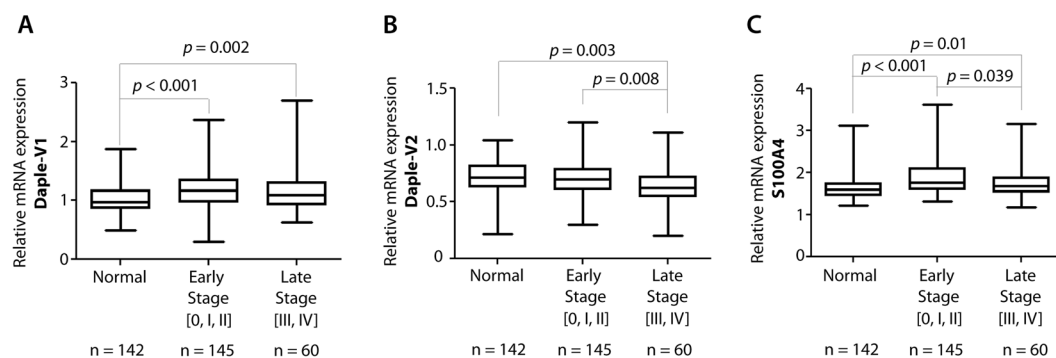 A
p = 0.002
p < 0.001
Relative mRNA expression
Daple-V1
3
2
1
0
Normal
Early
Stage
[0, I, II]
Late
Stage
[III, IV]
n = 142
n = 145
n = 60
B
p = 0.003
p = 0.008
Relative mRNA expression
Daple-V2
1.5
1.0
0.5
0
Normal
Early
Stage
[0, I, II]
Late
Stage
[III, IV]
n = 142
n = 145
n = 60
C
p = 0.01
p < 0.001
p = 0.039
Relative mRNA expression
S100A4
4
3
2
1
0
Normal
Early
Stage
[0, I, II]
Late
Stage
[III, IV]
n = 142
n = 145
n = 60